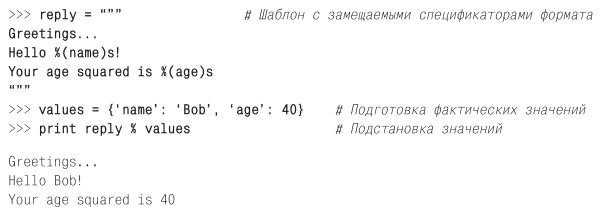 >>> reply = “””    # Шаблон с замещаемыми спецификаторами формата
Greetings...
Hello %(name)s!
Your age squared is %(age)s
“””
>>> values = {‘name’: ‘Bob’, ‘age’: 40}    # Подготовка фактических значений
>>> print reply % values    # Подстановка значений
Greetings...
Hello Bob!
Your age squared is 40